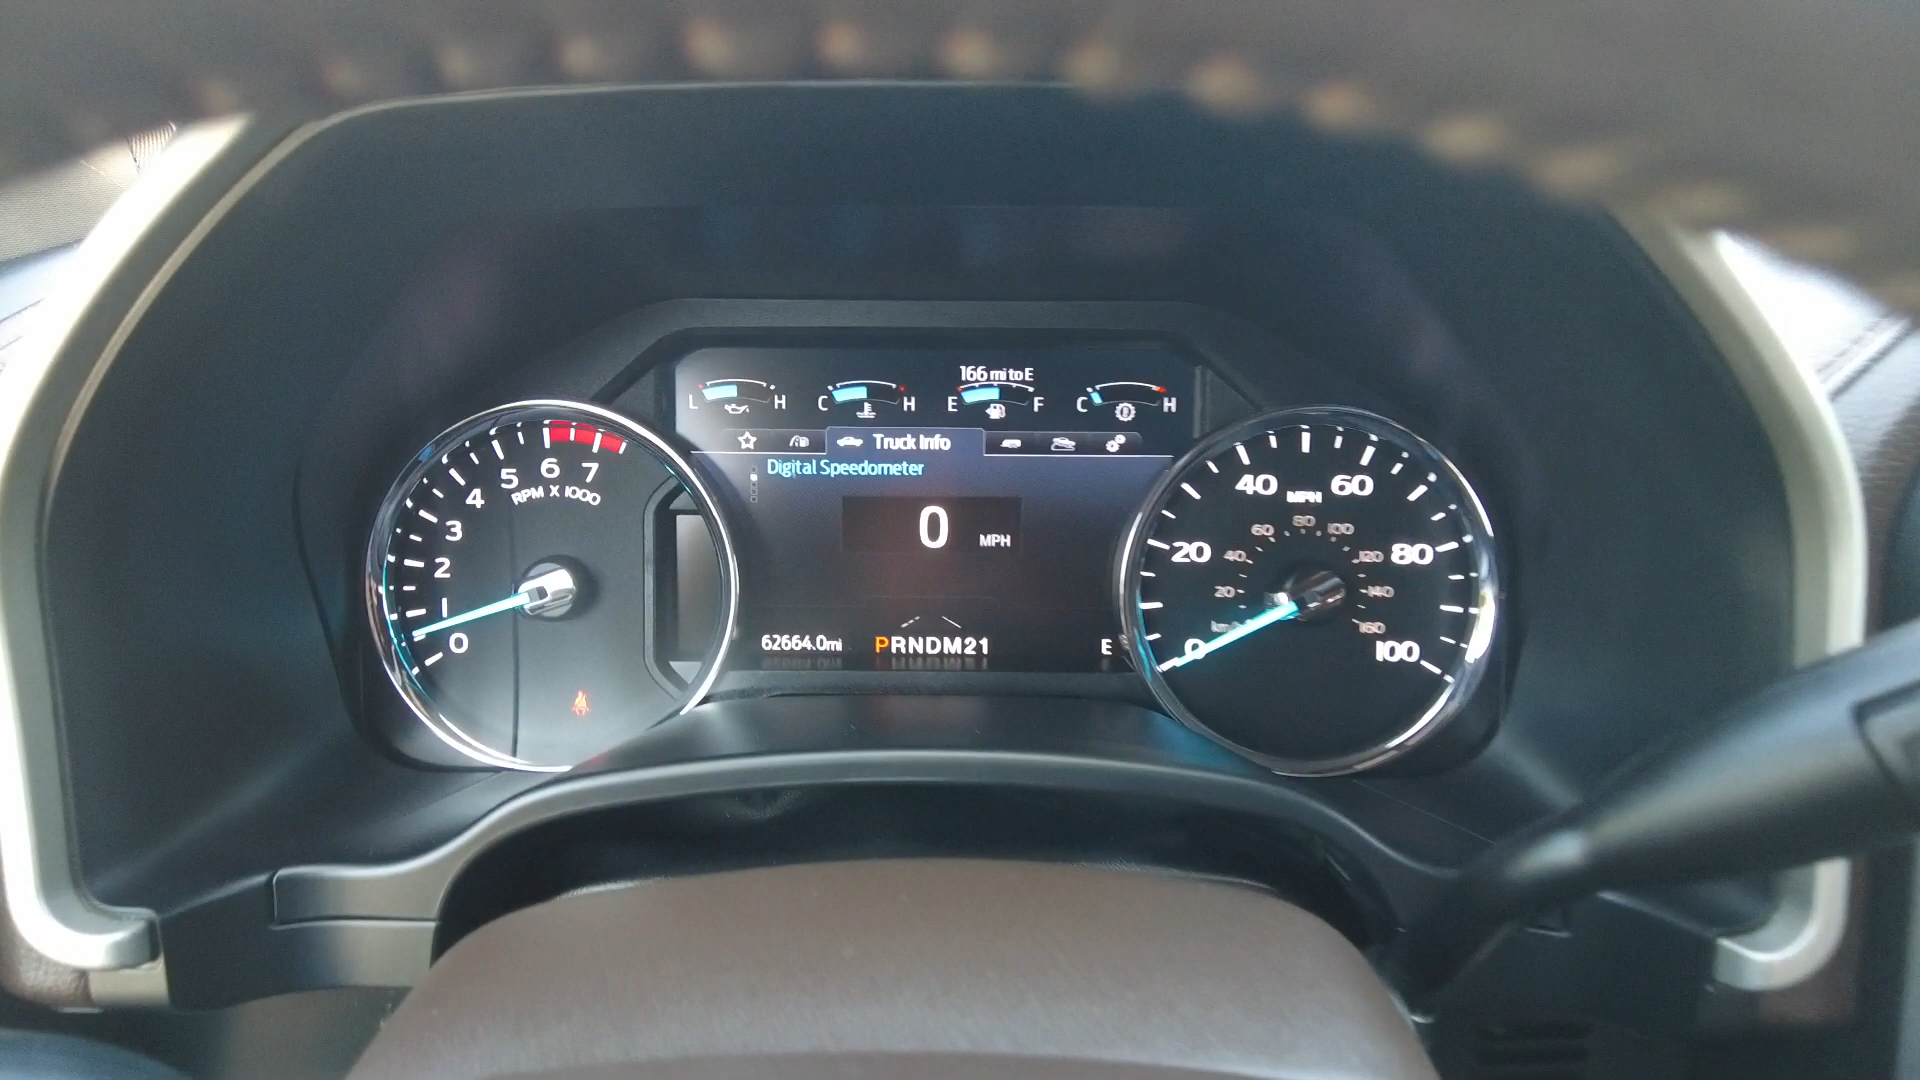 166 mi to E
L H C H E F C H
Truck Info
Digital Speedometer
0 MPH
62664.0mi PRNDM21 E
0 1 2 3 4 5 6 7
RPM X 1000
0 20 40 60 80 100
MPH
20 40 60 80 100 120 140 160
km/h